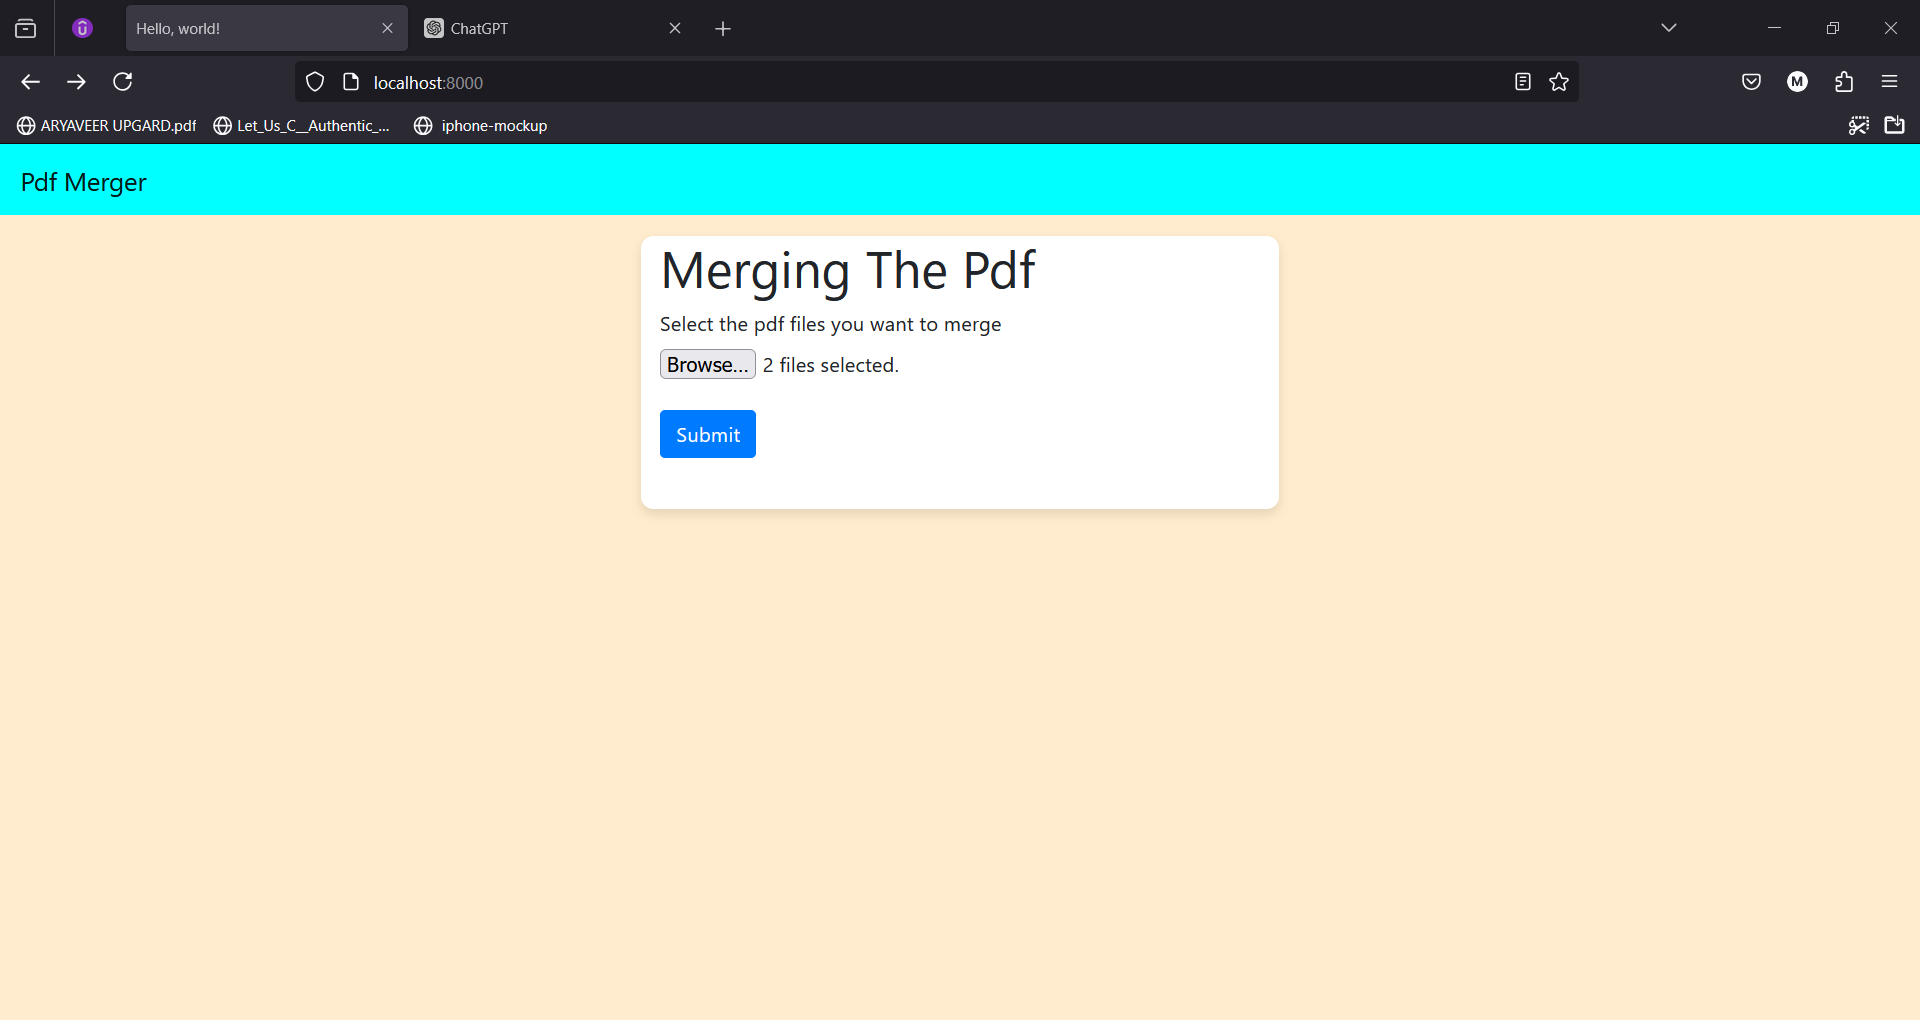 Hello, world!
ChatGPT
localhost:8000
M
ARYAVEER UPGARD.pdf
Let_Us_C__Authentic_...
iphone-mockup
Pdf Merger
Merging The Pdf
Select the pdf files you want to merge
Browse... 2 files selected.
Submit